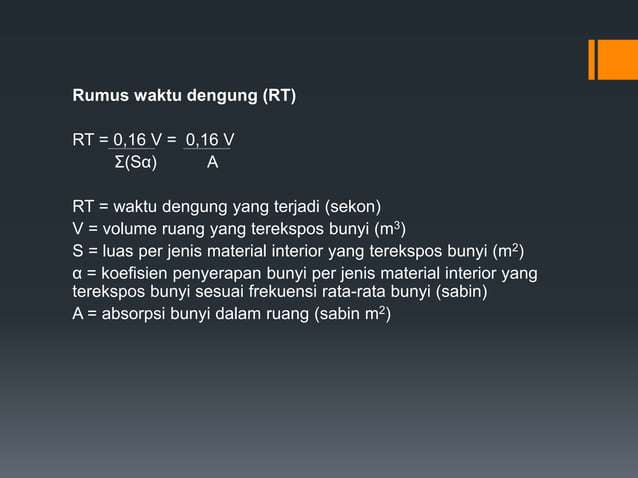 Rumus waktu dengung (RT)
RT = 0,16 V = 0,16 V
Σ(Sα) A
RT = waktu dengung yang terjadi (sekon)
V = volume ruang yang terekspos bunyi (m³)
S = luas per jenis material interior yang terekspos bunyi (m²)
α = koefisien penyerapan bunyi per jenis material interior yang
terekspos bunyi sesuai frekuensi rata-rata bunyi (sabin)
A = absorpsi bunyi dalam ruang (sabin m²)